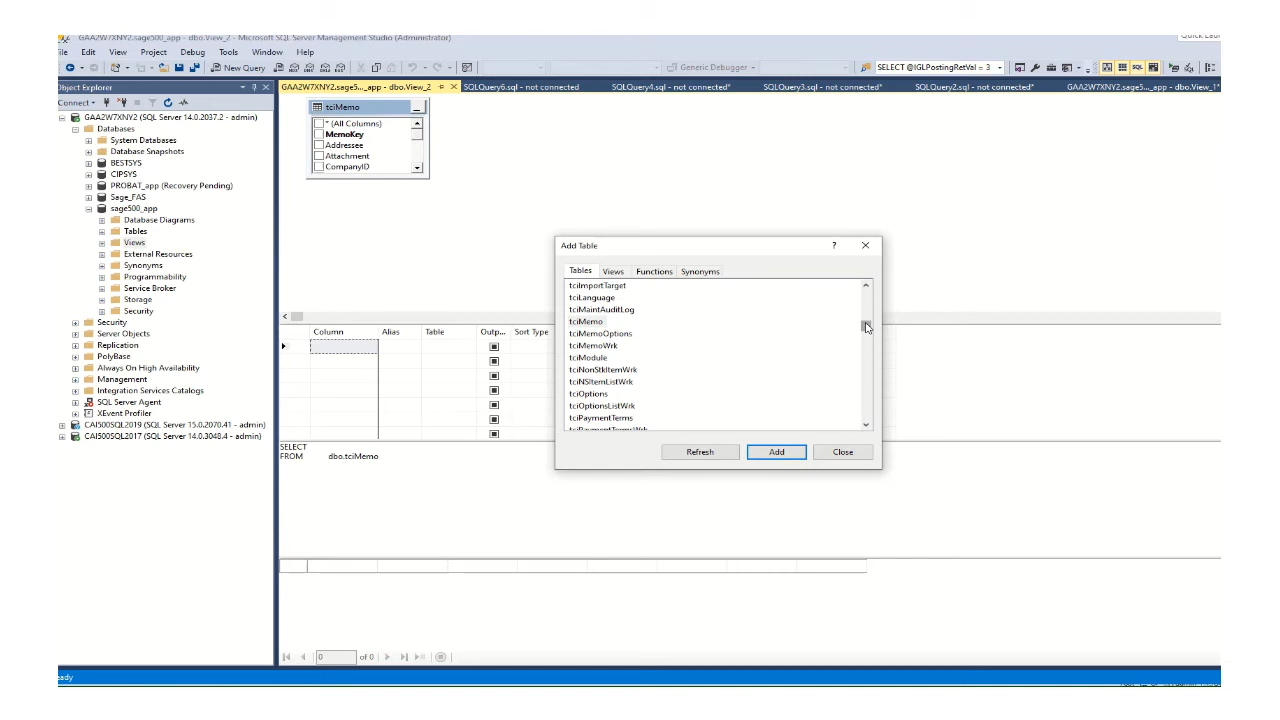 GAA2W7XNY2.sage500_app - dbo.View_2 - Microsoft SQL Server Management Studio (Administrator)
Quick Laun
ile Edit View Project Debug Tools Window Help
New Query
Generic Debugger
SELECT @IGLPostingRetVal = 3
bject Explorer
GAA2W7XNY2.sage5..._app - dbo.View_2
SQLQuery6.sql - not connected
SQLQuery4.sql - not connected*
SQLQuery3.sql - not connected*
SQLQuery2.sql - not connected*
GAA2W7XNY2.sage5..._app - dbo.View_1*
Connect
GAA2W7XNY2 (SQL Server 14.0.2037.2 - admin)
Databases
System Databases
Database Snapshots
BESTSYS
CIPSYS
PROBAT_app (Recovery Pending)
Sage_FAS
sage500_app
Database Diagrams
Tables
Views
External Resources
Synonyms
Programmability
Service Broker
Storage
Security
Security
Server Objects
Replication
PolyBase
Always On High Availability
Management
Integration Services Catalogs
SQL Server Agent
XEvent Profiler
CAI500SQL2019 (SQL Server 15.0.2070.41 - admin)
CAI500SQL2017 (SQL Server 14.0.3048.4 - admin)
tciMemo
* (All Columns)
MemoKey
Addressee
Attachment
CompanyID
Column Alias Table Outp... Sort Type
SELECT
FROM dbo.tciMemo
Add Table
?
Tables Views Functions Synonyms
tciImportTarget
tciLanguage
tciMaintAuditLog
tciMemo
tciMemoOptions
tciMemoWrk
tciModule
tciNonStkItemWrk
tciNSItemListWrk
tciOptions
tciOptionsListWrk
tciPaymentTerms
tciPaymentTermsWrk
Refresh Add Close
0 of 0
eady